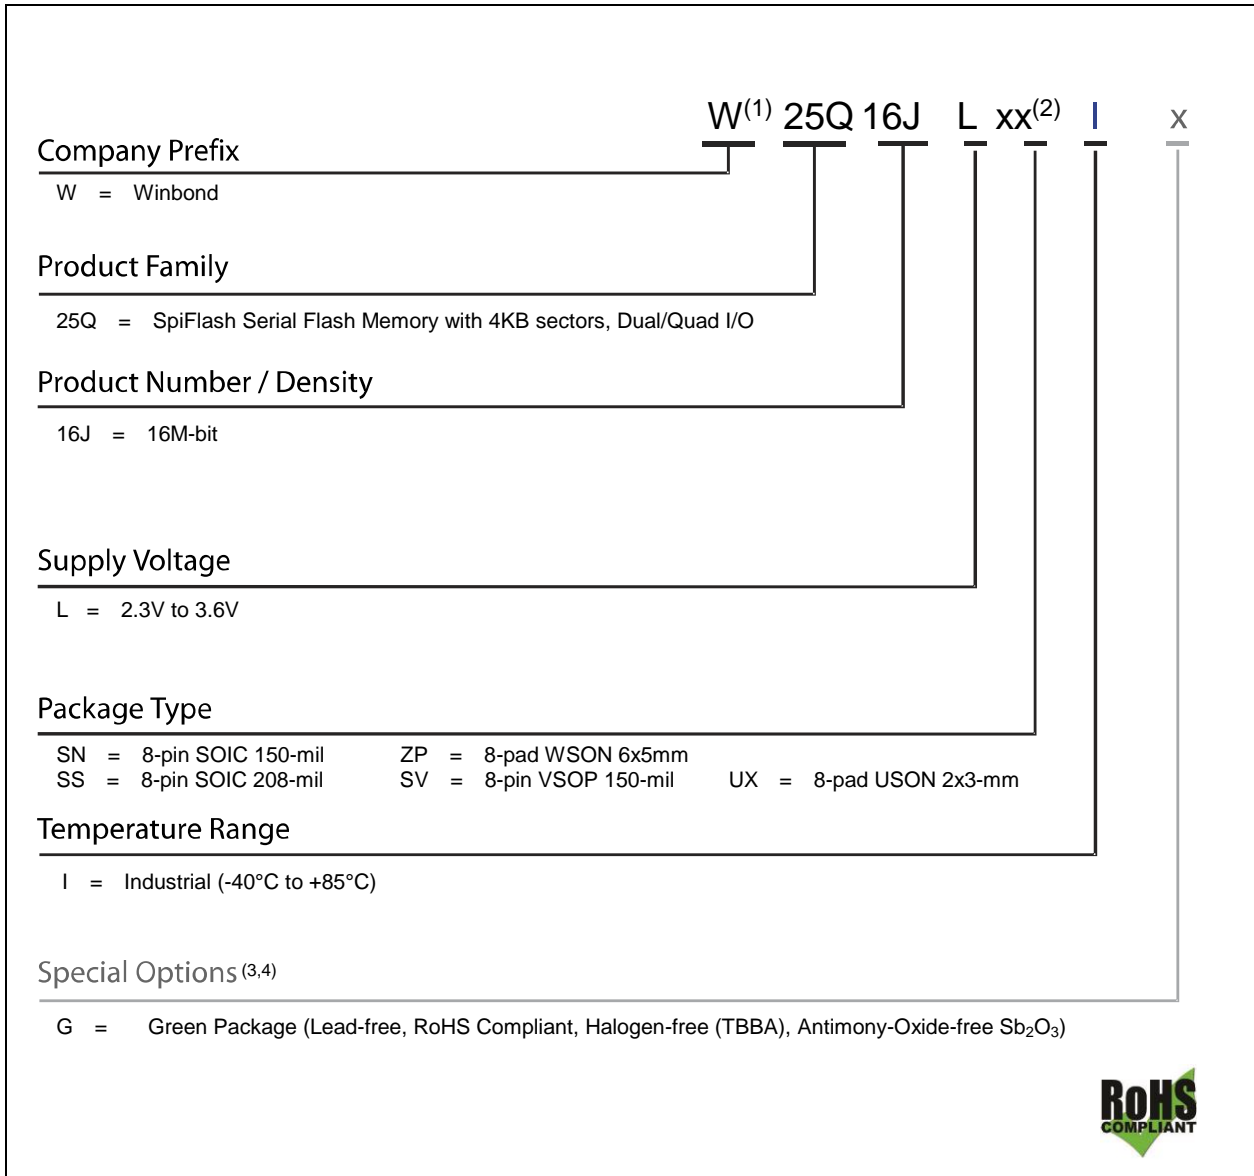 W(1) 25Q 16J L xx(2) I x
Company Prefix
W = Winbond
Product Family
25Q = SpiFlash Serial Flash Memory with 4KB sectors, Dual/Quad I/O
Product Number / Density
16J = 16M-bit
Supply Voltage
L = 2.3V to 3.6V
Package Type
SN = 8-pin SOIC 150-mil ZP = 8-pad WSON 6x5mm
SS = 8-pin SOIC 208-mil SV = 8-pin VSOP 150-mil UX = 8-pad USON 2x3-mm
Temperature Range
I = Industrial (-40°C to +85°C)
Special Options (3,4)
G = Green Package (Lead-free, RoHS Compliant, Halogen-free (TBBA), Antimony-Oxide-free Sb2O3)
RoHS
COMPLIANT